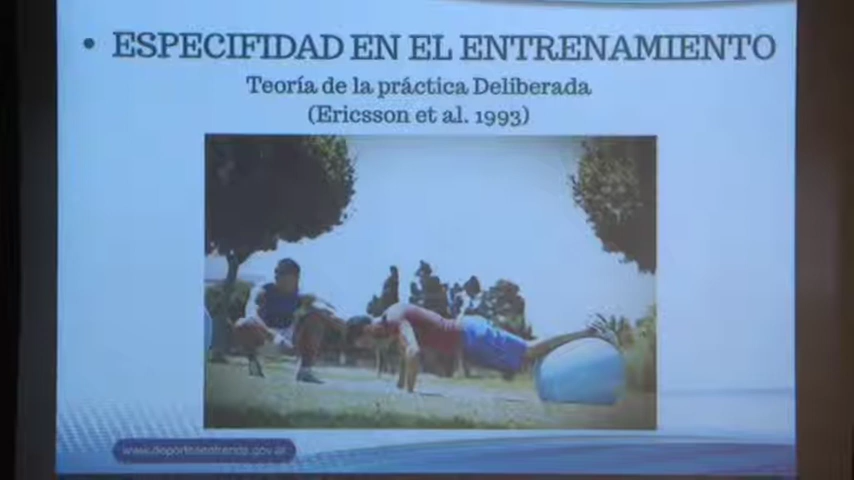 • ESPECIFIDAD EN EL ENTRENAMIENTO
Teoría de la práctica Deliberada
(Ericsson et al. 1993)